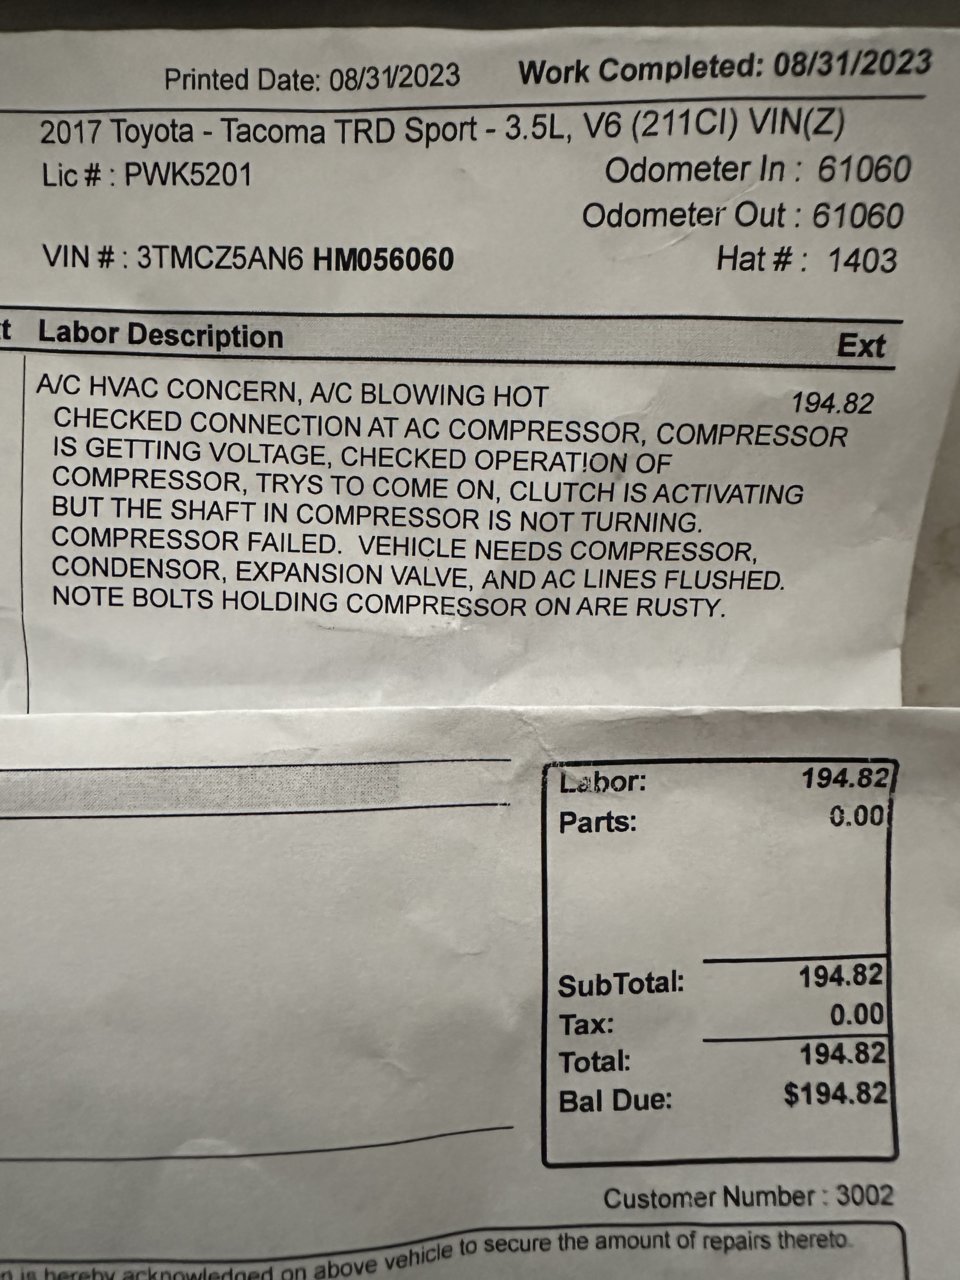 Printed Date: 08/31/2023 Work Completed: 08/31/2023
2017 Toyota - Tacoma TRD Sport - 3.5L, V6 (211CI) VIN(Z)
Lic # : PWK5201 Odometer In : 61060
Odometer Out : 61060
VIN # : 3TMCZ5AN6 HM056060 Hat # : 1403
t Labor Description Ext
A/C HVAC CONCERN, A/C BLOWING HOT 194.82
CHECKED CONNECTION AT AC COMPRESSOR, COMPRESSOR
IS GETTING VOLTAGE, CHECKED OPERATION OF
COMPRESSOR, TRYS TO COME ON, CLUTCH IS ACTIVATING
BUT THE SHAFT IN COMPRESSOR IS NOT TURNING.
COMPRESSOR FAILED. VEHICLE NEEDS COMPRESSOR,
CONDENSOR, EXPANSION VALVE, AND AC LINES FLUSHED.
NOTE BOLTS HOLDING COMPRESSOR ON ARE RUSTY.
Labor: 194.82
Parts: 0.00
SubTotal: 194.82
Tax: 0.00
Total: 194.82
Bal Due: $194.82
Customer Number : 3002
is hereby acknowledged on above vehicle to secure the amount of repairs thereto.